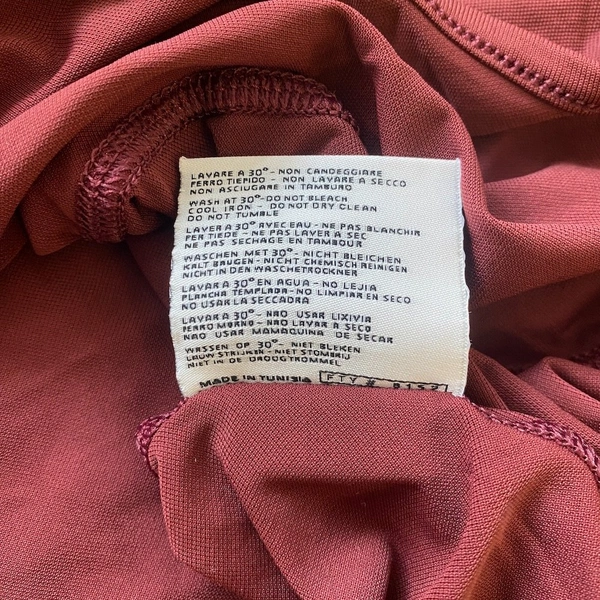 LAVARE A 30°- NON CANDEGGIARE
FERRO TIEPIDO - NON LAVARE A SECCO
NON ASCIUGARE IN TAMBURO
WASH AT 30°-DO NOT BLEACH
COOL IRON - DO NOT DRY CLEAN
DO NOT TUMBLE
LAVER A 30° AVEC EAU - NE PAS BLANCHIR
PER TIEDE - NE PAS LAVER A SEC
NE PAS SECHAGE EN TAMBOUR
WASCHEN MET 30°- NICHT BLEICHEN
KALT BRUGEN - NICHT CHEMISCH REINIGEN
NICHT IN DEN WASCHETROCKNER
LAVAR A 30° EN AGUA - NO LEJIA
PLANCHA TEMPLADA - NO LIMPIAR EN SECO
NO USAR LA SECCADRA
LAVAR A 30°- NAO USAR LIXIVIA
FERRO MORNO - NAO LAVAR A SECO
NAO USAR MAMAQUINA DE SECAR
WASSEN OP 30°- NIET BLEKEN
LAUW STRIJKEN - NIET STOMERIJ
NIET IN DE DROOGTROMMEL
MADE IN TUNISIA FTY #